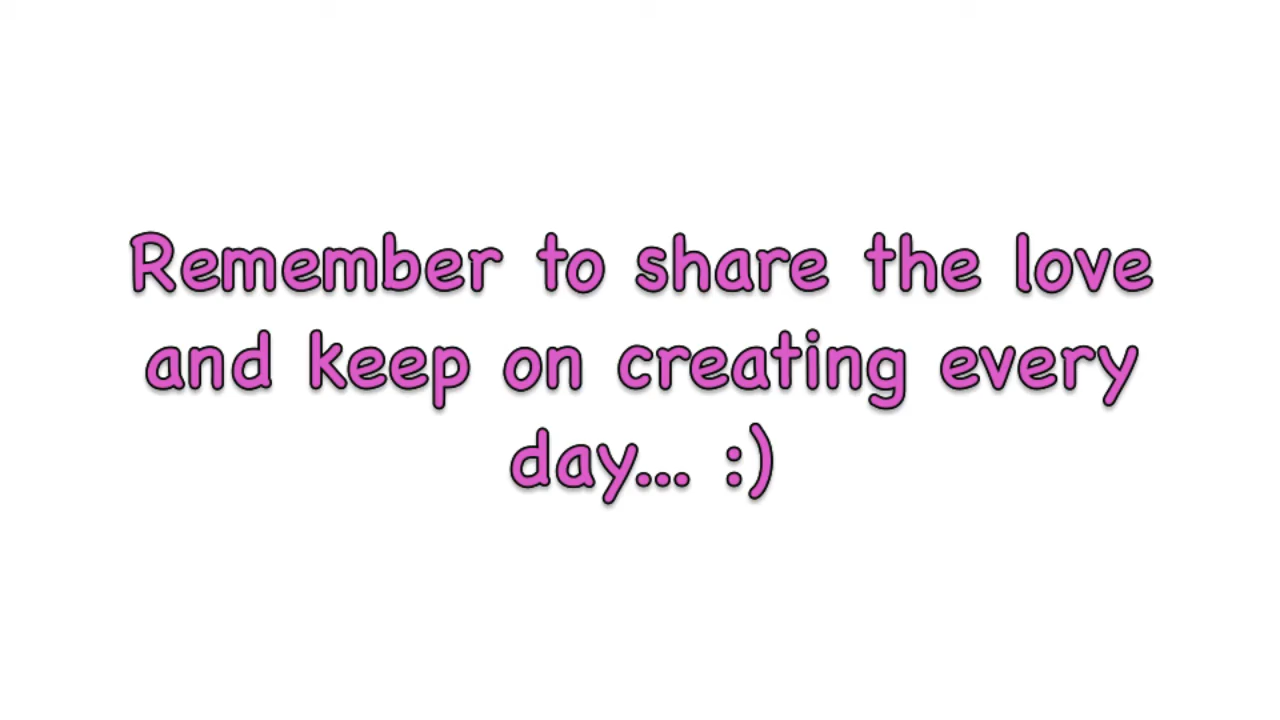 Remember to share the love
and keep on creating every
day... :)